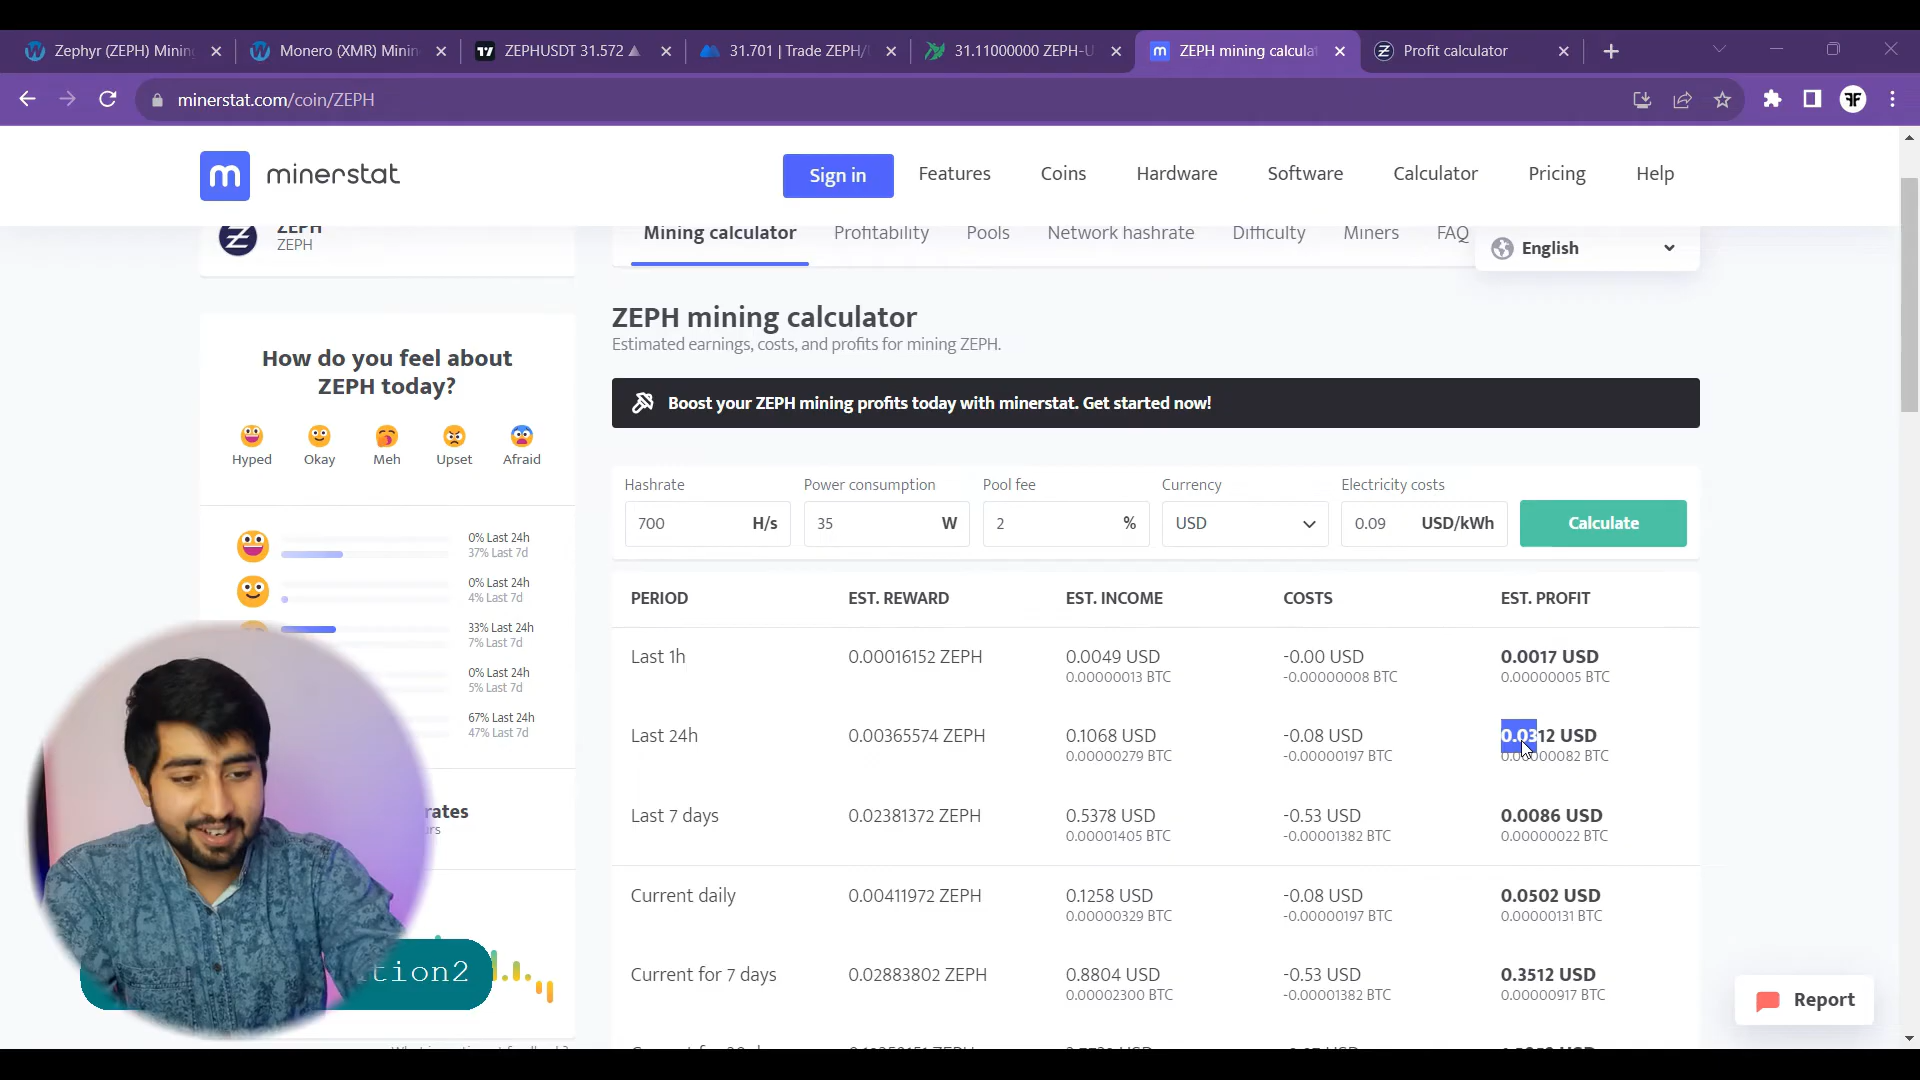 Zephyr (ZEPH) Minin
Monero (XMR) Minin
ZEPHUSDT 31.572
31.701 | Trade ZEPH/
31.11000000 ZEPH-U
ZEPH mining calcula
Profit calculator
minerstat.com/coin/ZEPH
FF
m minerstat
Sign in
Features
Coins
Hardware
Software
Calculator
Pricing
Help
ZEPH
ZEPH
Mining calculator
Profitability
Pools
Network hashrate
Difficulty
Miners
FAQ
English
How do you feel about
ZEPH today?
Hyped
Okay
Meh
Upset
Afraid
0% Last 24h
37% Last 7d
0% Last 24h
4% Last 7d
33% Last 24h
7% Last 7d
0% Last 24h
5% Last 7d
67% Last 24h
47% Last 7d
rates
urs
tion2
ZEPH mining calculator
Estimated earnings, costs, and profits for mining ZEPH.
Boost your ZEPH mining profits today with minerstat. Get started now!
Hashrate
Power consumption
Pool fee
Currency
Electricity costs
700 H/s
35 W
2 %
USD
0.09 USD/kWh
Calculate
PERIOD EST. REWARD EST. INCOME COSTS EST. PROFIT
Last 1h 0.00016152 ZEPH 0.0049 USD -0.00 USD 0.0017 USD
0.00000013 BTC -0.00000008 BTC 0.00000005 BTC
Last 24h 0.00365574 ZEPH 0.1068 USD -0.08 USD 0.0312 USD
0.00000279 BTC -0.00000197 BTC 0.00000082 BTC
Last 7 days 0.02381372 ZEPH 0.5378 USD -0.53 USD 0.0086 USD
0.00001405 BTC -0.00001382 BTC 0.00000022 BTC
Current daily 0.00411972 ZEPH 0.1258 USD -0.08 USD 0.0502 USD
0.00000329 BTC -0.00000197 BTC 0.00000131 BTC
Current for 7 days 0.02883802 ZEPH 0.8804 USD -0.53 USD 0.3512 USD
0.00002300 BTC -0.00001382 BTC 0.00000917 BTC
Report